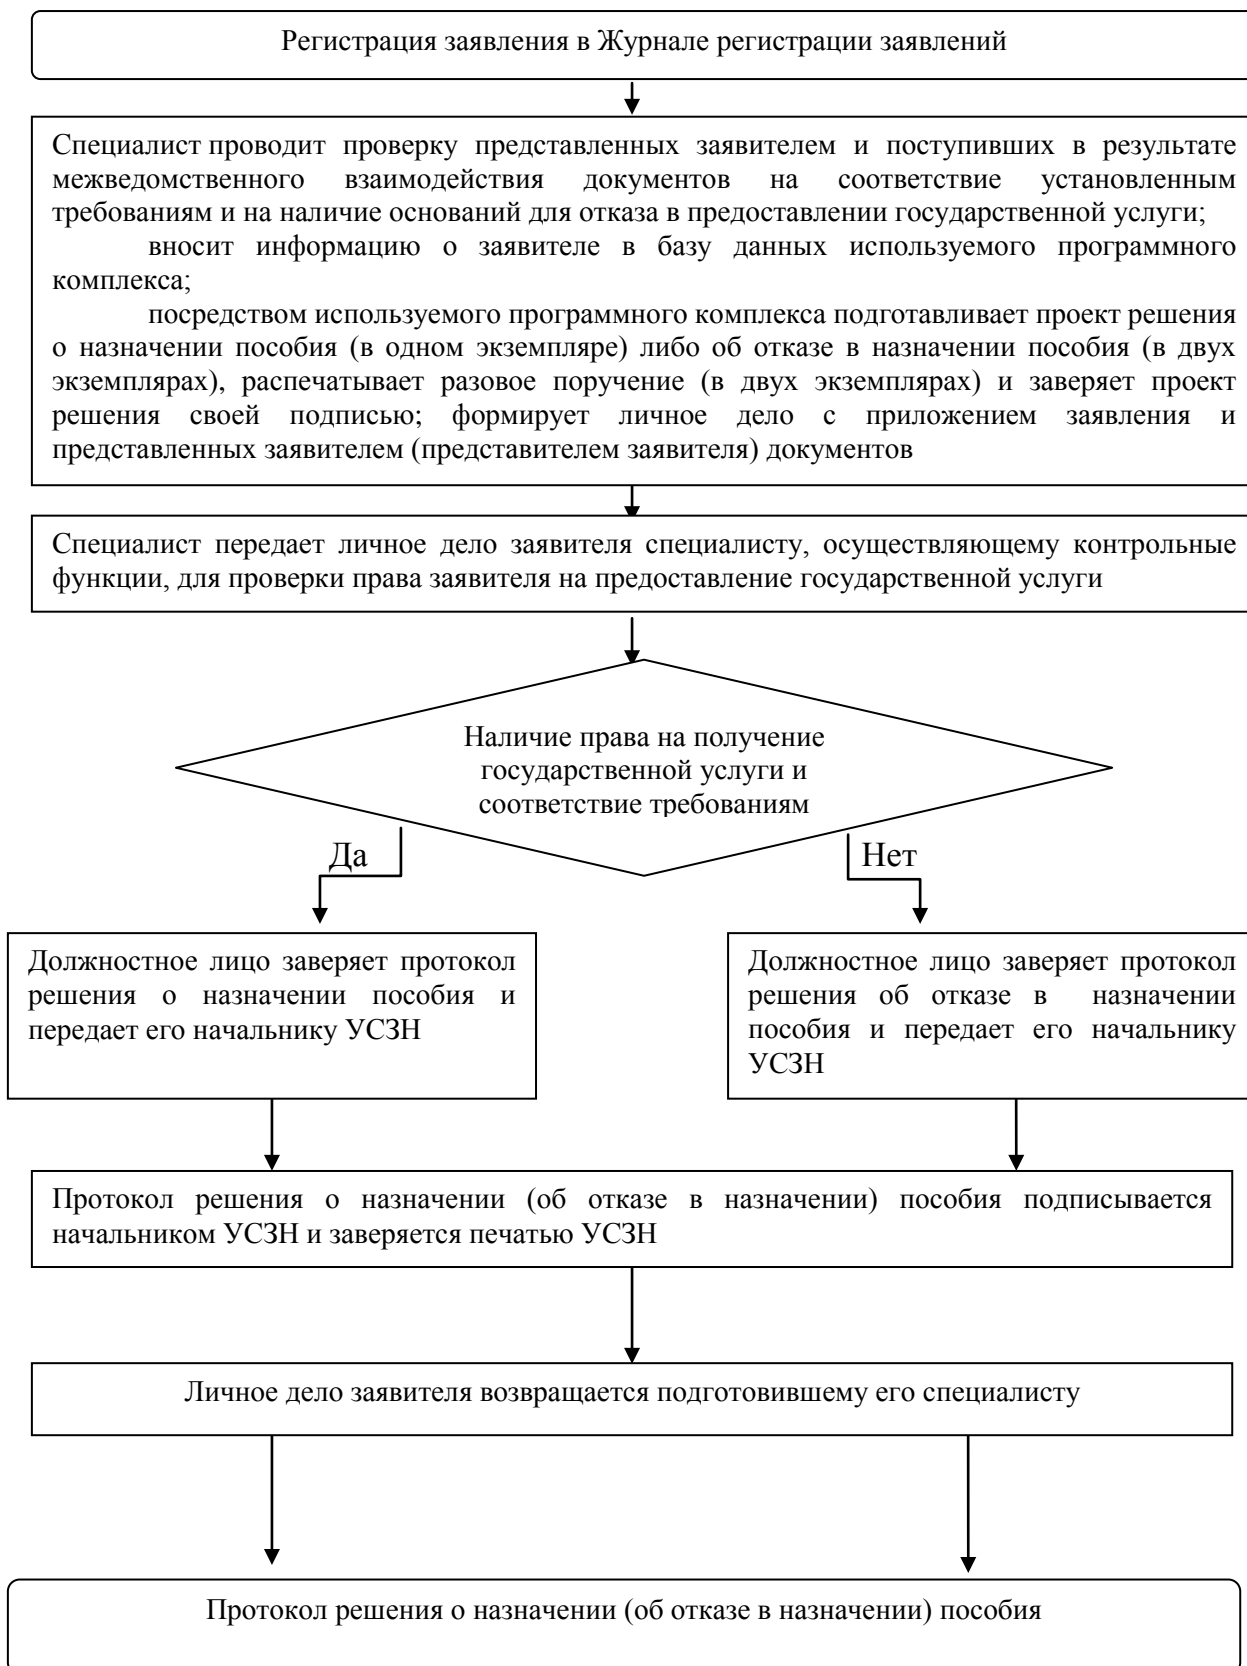 Регистрация заявления в Журнале регистрации заявлений
Специалист проводит проверку представленных заявителем и поступивших в результате
межведомственного взаимодействия документов на соответствие установленным
требованиям и на наличие оснований для отказа в предоставлении государственной услуги;
вносит информацию о заявителе в базу данных используемого программного
комплекса;
посредством используемого программного комплекса подготавливает проект решения
о назначении пособия (в одном экземпляре) либо об отказе в назначении пособия (в двух
экземплярах), распечатывает разовое поручение (в двух экземплярах) и заверяет проект
решения своей подписью; формирует личное дело с приложением заявления и
представленных заявителем (представителем заявителя) документов
Специалист передает личное дело заявителя специалисту, осуществляющему контрольные
функции, для проверки права заявителя на предоставление государственной услуги
Наличие права на получение
государственной услуги и
соответствие требованиям
Да
Нет
Должностное лицо заверяет протокол
решения о назначении пособия и
передает его начальнику УСЗН
Должностное лицо заверяет протокол
решения об отказе в назначении
пособия и передает его начальнику
УСЗН
Протокол решения о назначении (об отказе в назначении) пособия подписывается
начальником УСЗН и заверяется печатью УСЗН
Личное дело заявителя возвращается подготовившему его специалисту
Протокол решения о назначении (об отказе в назначении) пособия